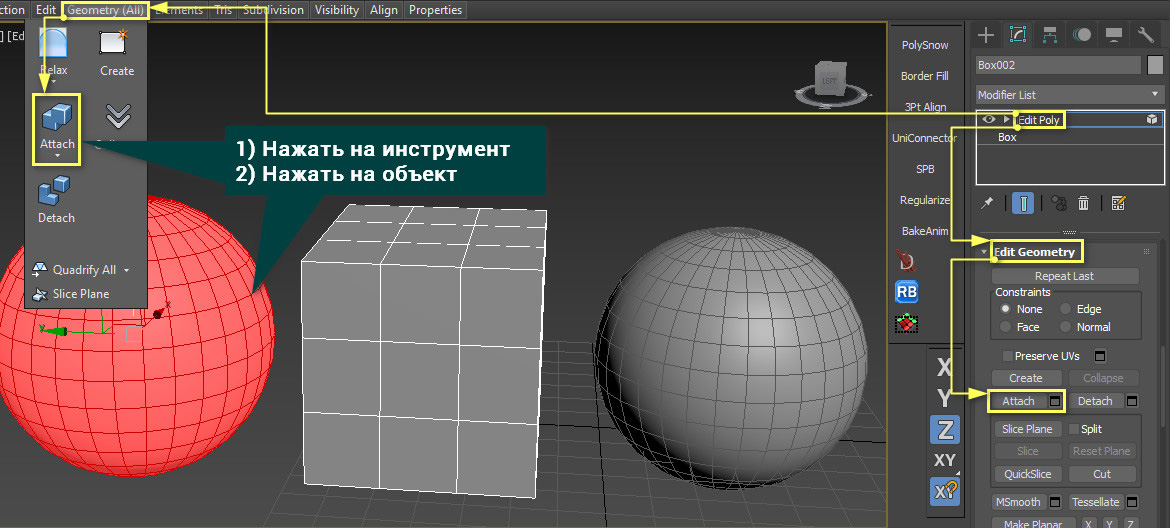 ction Edit Geometry (All) Elements Tris Subdivision Visibility Align Properties
] [Ed
Relax
Create
Attach
Detach
Quadrify All
Slice Plane
1) Нажать на инструмент
2) Нажать на объект
x
y
LEFT
PolySnow
Border Fill
3Pt Align
UniConnector
SPB
Regularize
BakeAnim
D
RB
X
Y
Z
XY
XY?
Box002
Modifier List
Edit Poly
Box
Edit Geometry
Repeat Last
Constraints
None Edge
Face Normal
Preserve UVs
Create Collapse
Attach Detach
Slice Plane Split
Slice Reset Plane
QuickSlice Cut
MSmooth Tessellate
Make Planar X Y Z